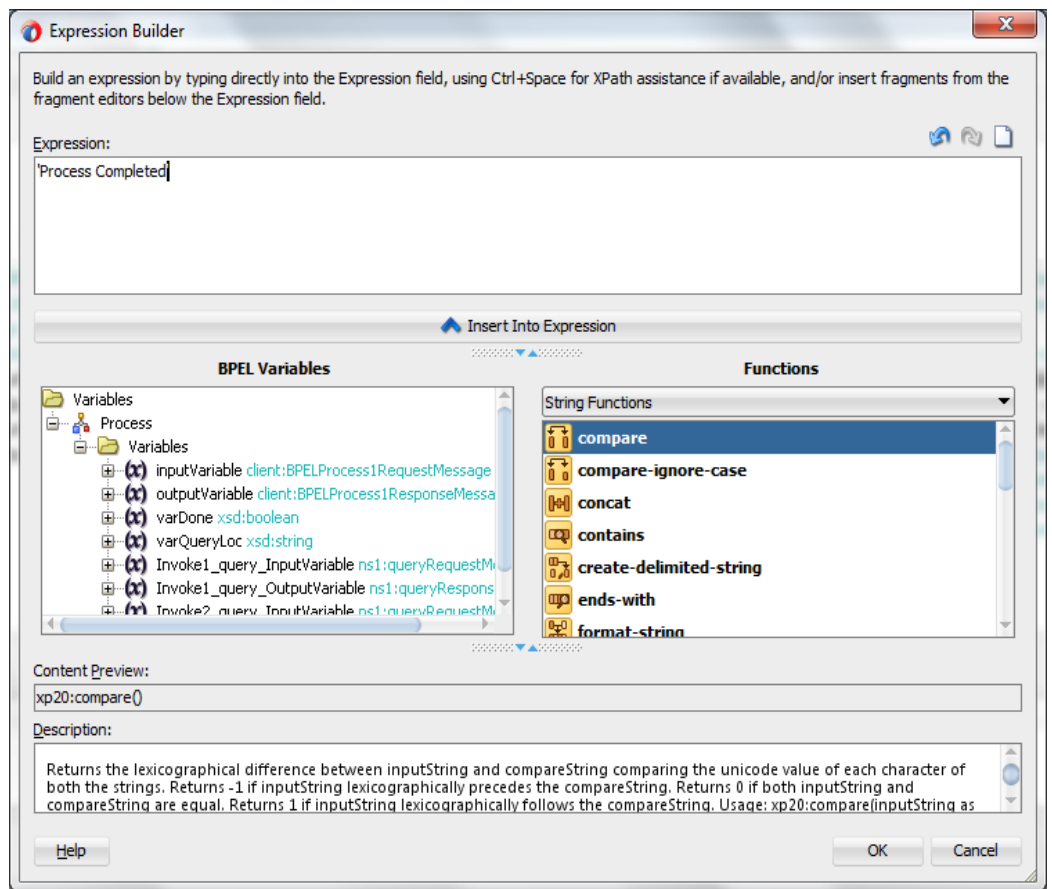 Expression Builder
Build an expression by typing directly into the Expression field, using Ctrl+Space for XPath assistance if available, and/or insert fragments from the
fragment editors below the Expression field.
Expression:
'Process Completed
Insert Into Expression
BPEL Variables
Variables
Process
Variables
(x) inputVariable client:BPELProcess1RequestMessage
(x) outputVariable client:BPELProcess1ResponseMessa
(x) varDone xsd:boolean
(x) varQueryLoc xsd:string
(x) Invoke1_query_InputVariable ns1:queryRequestM
(x) Invoke1_query_OutputVariable ns1:queryRespons
(x) Invoke2_query_InputVariable ns1:queryRequestM
Functions
String Functions
compare
compare-ignore-case
concat
contains
create-delimited-string
ends-with
format-string
Content Preview:
xp20:compare()
Description:
Returns the lexicographical difference between inputString and compareString comparing the unicode value of each character of
both the strings. Returns -1 if inputString lexicographically precedes the compareString. Returns 0 if both inputString and
compareString are equal. Returns 1 if inputString lexicographically follows the compareString. Usage: xp20:compare(inputString as
Help
OK
Cancel